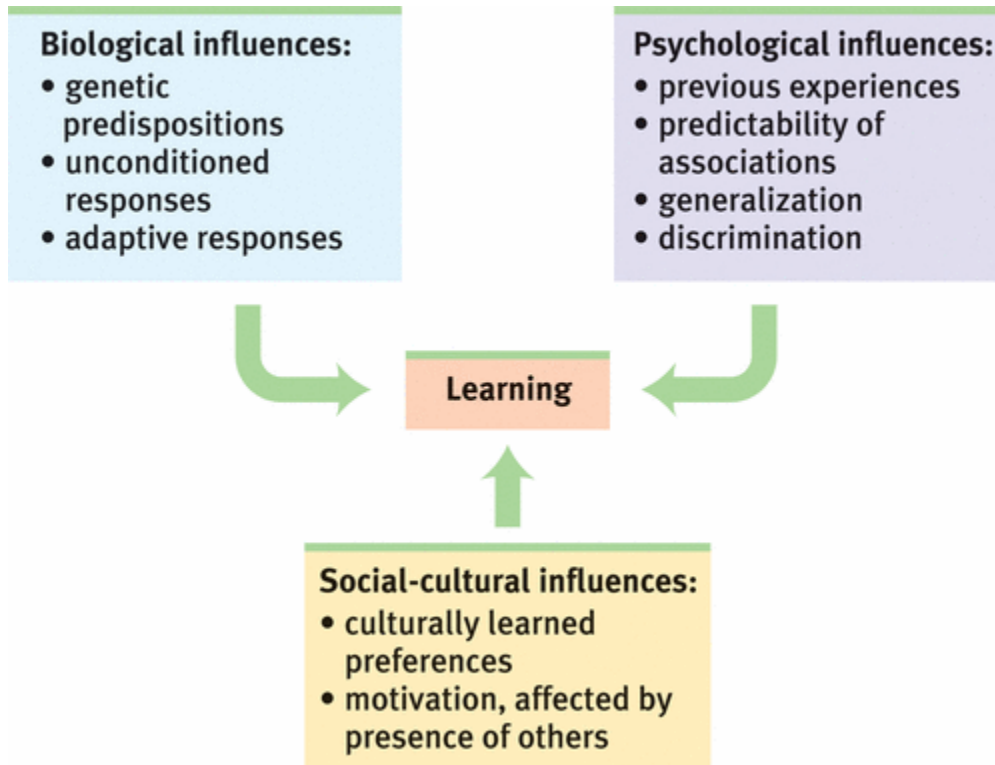 Biological influences:
• genetic
predispositions
• unconditioned
responses
• adaptive responses
Psychological influences:
• previous experiences
• predictability of
associations
• generalization
• discrimination
Learning
Social-cultural influences:
• culturally learned
preferences
• motivation, affected by
presence of others